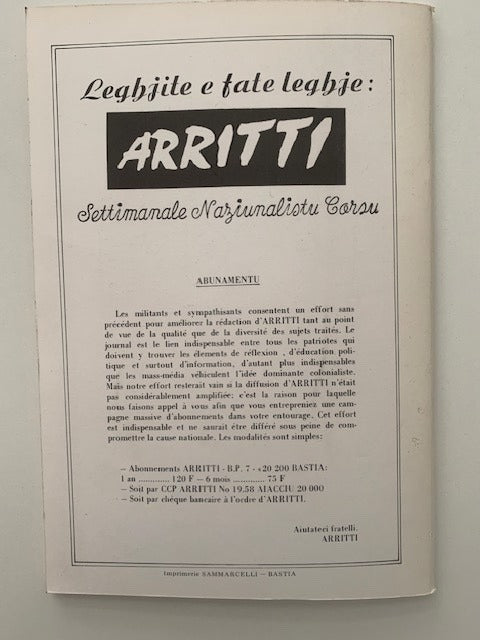 Leghjite e fate leghje :
ARRITTI
Settimanale Naziunalistu Corsu
ABUNAMENTU
Les militants et sympathisants consentent un effort sans
précédent pour améliorer la rédaction d'ARRITTI tant au point
de vue de la qualité que de la diversité des sujets traités. Le
journal est le lien indispensable entre tous les patriotes qui
doivent y trouver les élements de réflexion , d'éducation poli-
tique et surtout d'information, d'autant plus indispensables
que les mass-média véhiculent l'idée dominante colonialiste.
Mais notre effort resterait vain si la diffusion d'ARRITTI n'était
pas considérablement amplifiée; c'est la raison pour laquelle
nous faisons appel à vous afin que vous entrepreniez une cam-
pagne massive d'abonnements dans votre entourage. Cet effort
est indispensable et ne saurait être différé sous peine de com-
promettre la cause nationale. Les modalités sont simples:
– Abonnements ARRITTI - B.P. 7 - +20 200 BASTIA:
1 an ............. 120 F – 6 mois ............. 75 F
– Soit par CCP ARRITTI No 19.58 AIACCIU 20 000
– Soit par chéque bancaire à l'ordre d'ARRITTI.
Aiutateci fratelli.
ARRITTI
Imprimerie SAMMARCELLI – BASTIA